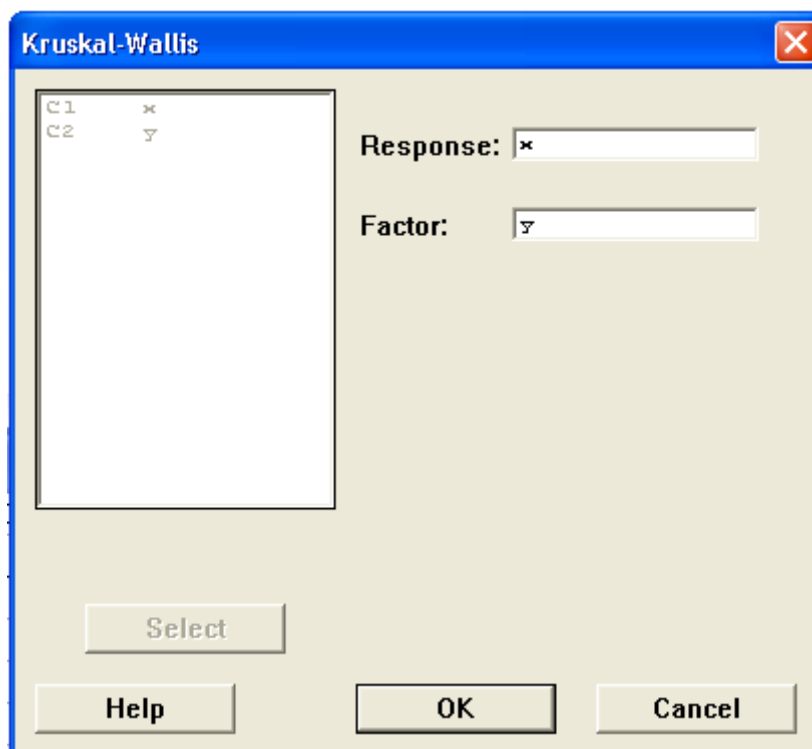 Kruskal-Wallis
C1 x
C2 y
Response: x
Factor: y
Select
Help OK Cancel